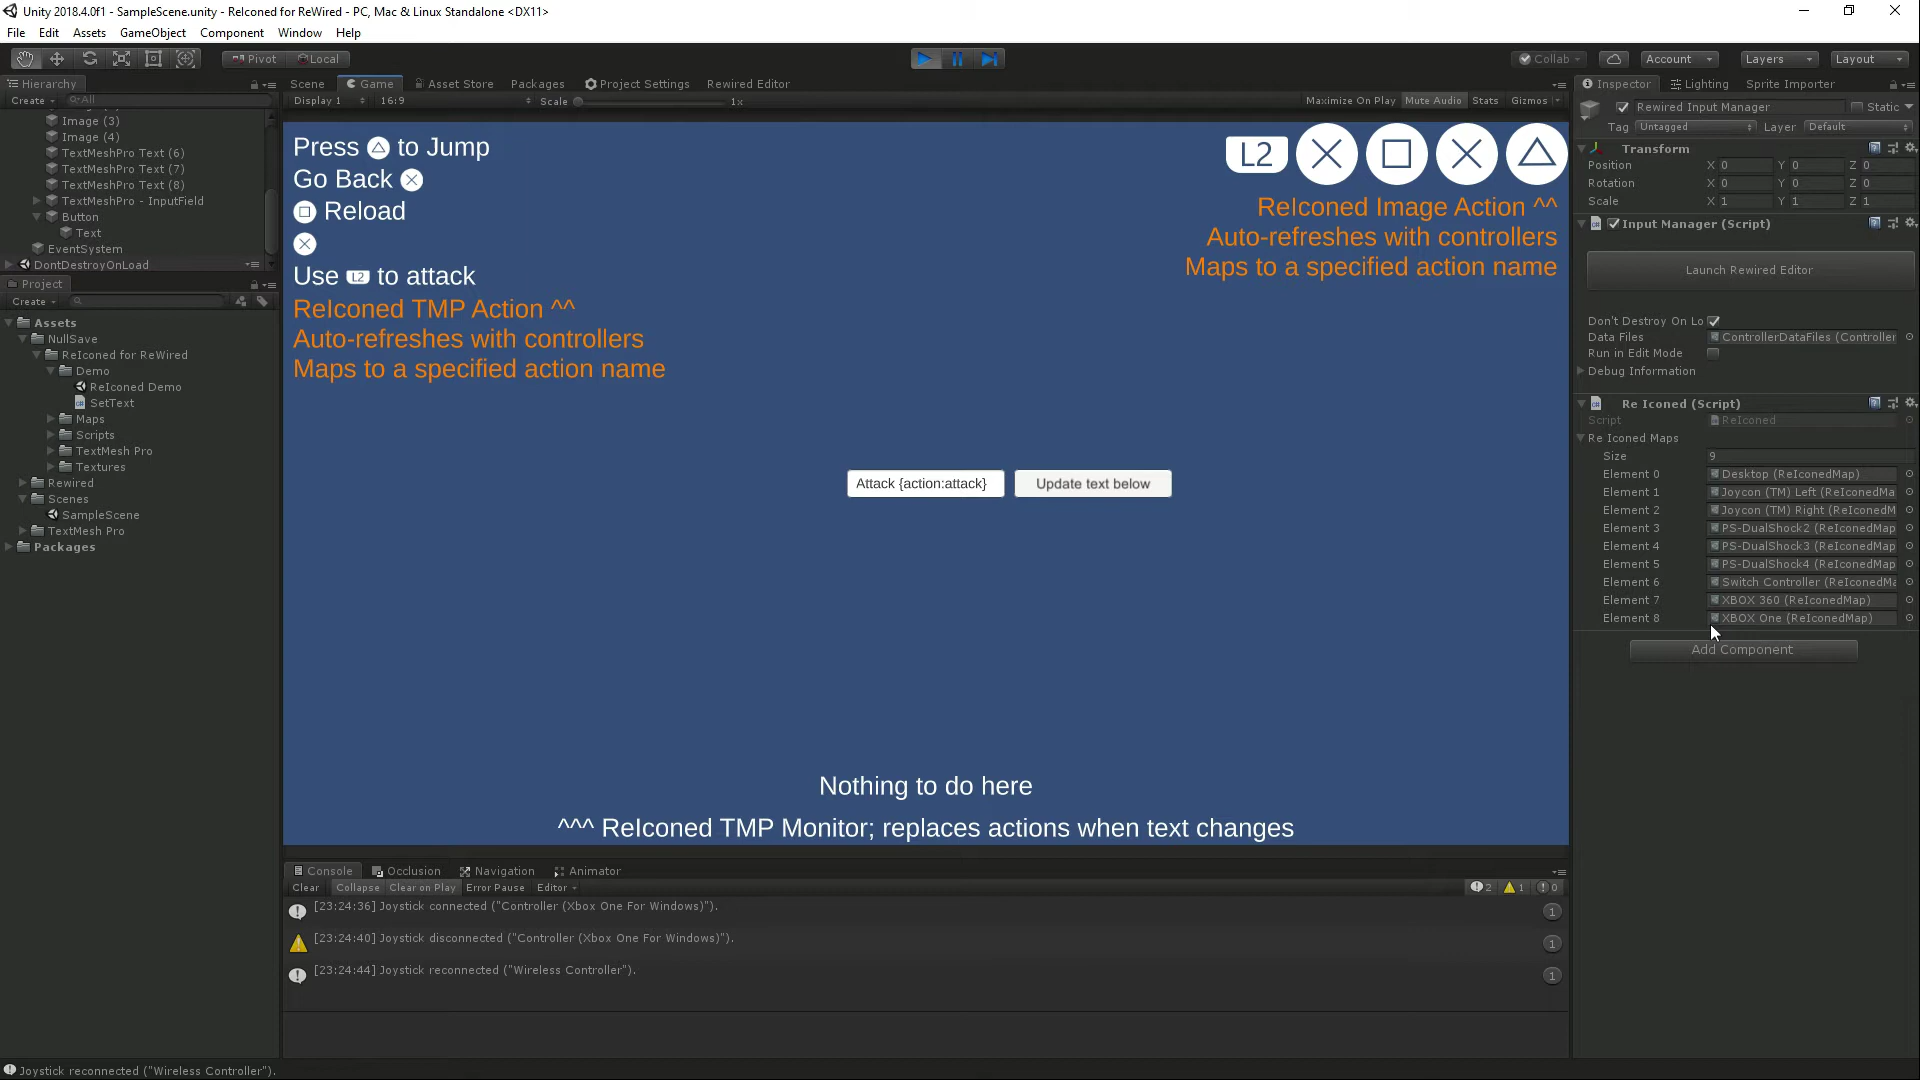 Unity 2018.4.0f1 - SampleScene.unity - ReIconed for ReWired - PC, Mac & Linux Standalone <DX11>
File Edit Assets GameObject Component Window Help
Pivot Local Collab Account Layers Layout
Hierarchy
Create All
Image (3)
Image (4)
TextMeshPro Text (6)
TextMeshPro Text (7)
TextMeshPro Text (8)
TextMeshPro - InputField
Button
Text
EventSystem
DontDestroyOnLoad
Project
Create
Assets
NullSave
ReIconed for ReWired
Demo
ReIconed Demo
SetText
Maps
Scripts
TextMesh Pro
Textures
Rewired
Scenes
SampleScene
TextMesh Pro
Packages
Scene Game Asset Store Packages Project Settings Rewired Editor
Display 1 16:9 Scale 1x Maximize On Play Mute Audio Stats Gizmos
Press to Jump
Go Back
Reload
Use L2 to attack
ReIconed TMP Action ^^
Auto-refreshes with controllers
Maps to a specified action name
L2
ReIconed Image Action ^^
Auto-refreshes with controllers
Maps to a specified action name
Attack {action:attack} Update text below
Nothing to do here
^^^ ReIconed TMP Monitor; replaces actions when text changes
Console Occlusion Navigation Animator
Clear Collapse Clear on Play Error Pause Editor 2 1 0
[23:24:36] Joystick connected ("Controller (Xbox One For Windows)"). 1
[23:24:40] Joystick disconnected ("Controller (Xbox One For Windows)"). 1
[23:24:44] Joystick reconnected ("Wireless Controller"). 1
Inspector Lighting Sprite Importer
Rewired Input Manager Static
Tag Untagged Layer Default
Transform
Position X 0 Y 0 Z 0
Rotation X 0 Y 0 Z 0
Scale X 1 Y 1 Z 1
Input Manager (Script)
Launch Rewired Editor
Don't Destroy On Lo
Data Files ControllerDataFiles (Controller
Run in Edit Mode
Debug Information
Re Iconed (Script)
Script ReIconed
Re Iconed Maps
Size 9
Element 0 Desktop (ReIconedMap)
Element 1 Joycon (TM) Left (ReIconedMa
Element 2 Joycon (TM) Right (ReIconedM
Element 3 PS-DualShock2 (ReIconedMap
Element 4 PS-DualShock3 (ReIconedMap
Element 5 PS-DualShock4 (ReIconedMap
Element 6 Switch Controller (ReIconedMa
Element 7 XBOX 360 (ReIconedMap)
Element 8 XBOX One (ReIconedMap)
Add Component
Joystick reconnected ("Wireless Controller").